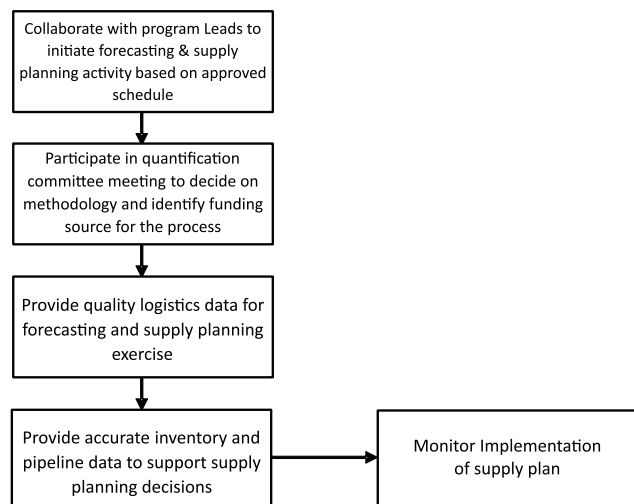 Collaborate with program Leads to
initiate forecasting & supply
planning activity based on approved
schedule
Participate in quantification
committee meeting to decide on
methodology and identify funding
source for the process
Provide quality logistics data for
forecasting and supply planning
exercise
Provide accurate inventory and
pipeline data to support supply
planning decisions
Monitor Implementation
of supply plan